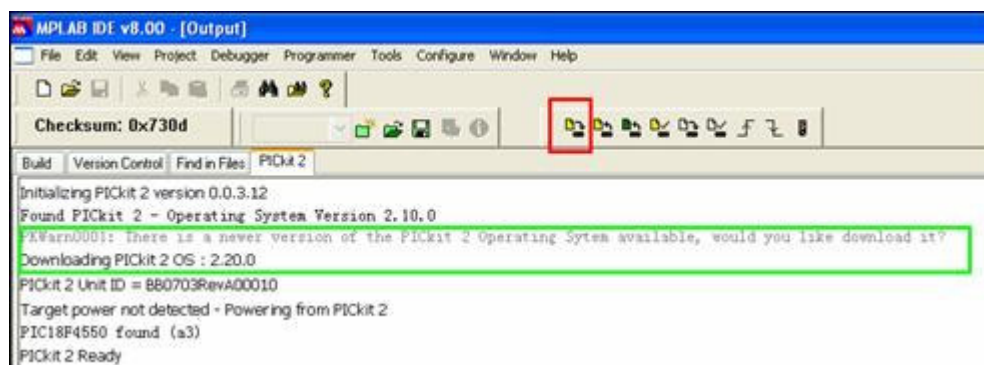 MPLAB IDE v8.00 - [Output]
File Edit View Project Debugger Programmer Tools Configure Window Help
Checksum: 0x730d
Build Version Control Find in Files PICkit 2
Initializing PICkit 2 version 0.0.3.12
Found PICkit 2 - Operating System Version 2.10.0
PKWarn0001: There is a newer version of the PICkit 2 Operating Sytem available, would you like download it?
Downloading PICkit 2 OS : 2.20.0
PICkit 2 Unit ID = BB0703RevA00010
Target power not detected - Powering from PICkit 2
PIC18F4550 found (a3)
PICkit 2 Ready